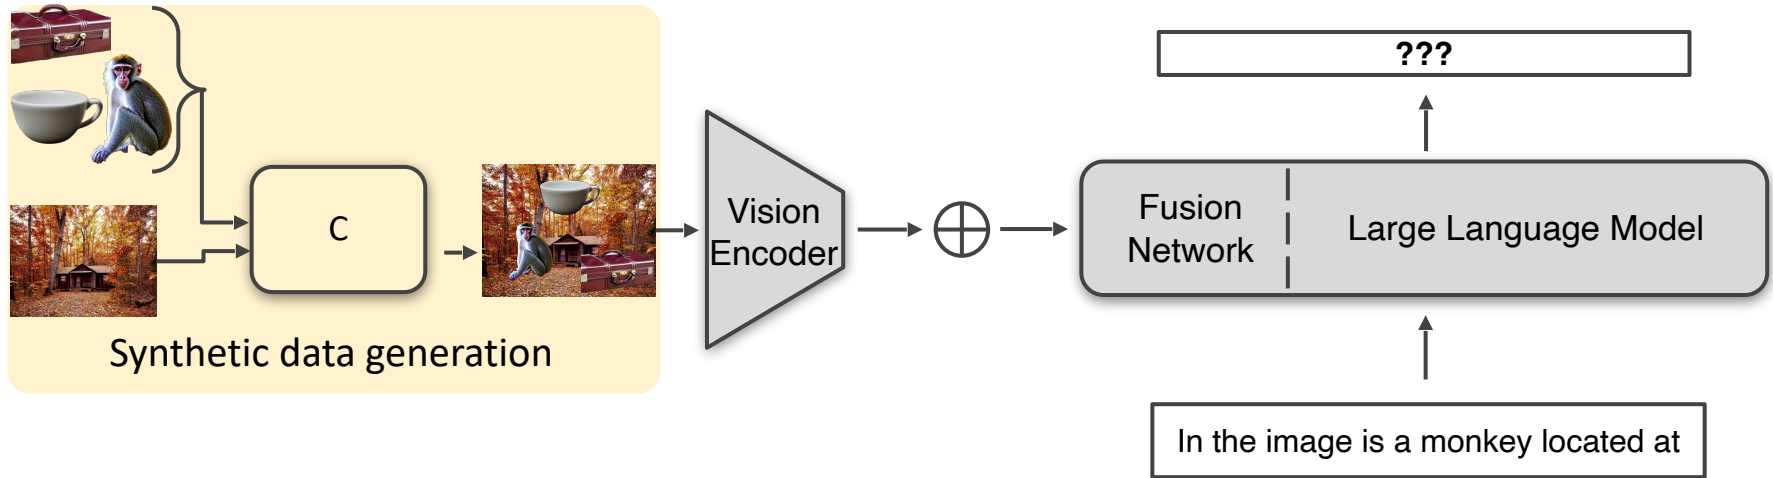 ???
C
Vision
Encoder
Fusion
Network
Large Language Model
Synthetic data generation
In the image is a monkey located at